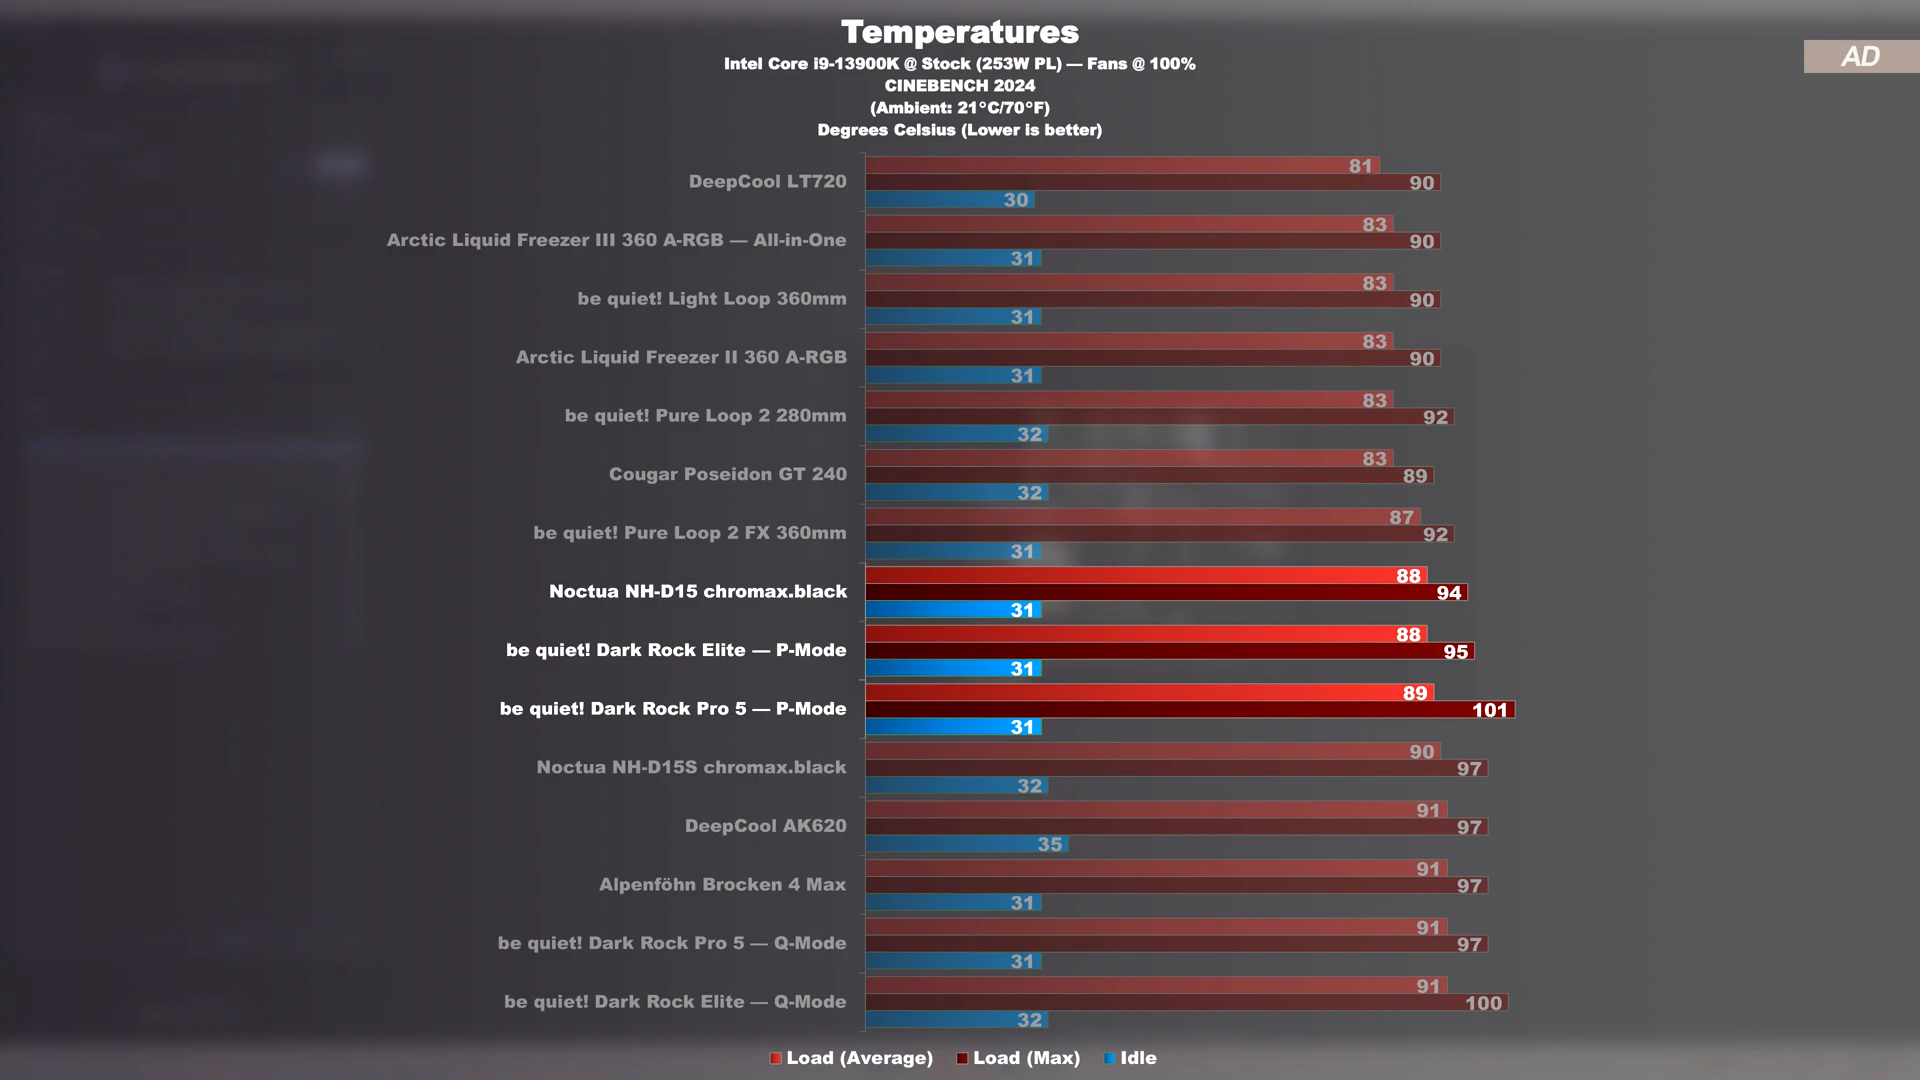 Temperatures
Intel Core i9-13900K @ Stock (253W PL) — Fans @ 100%
AD
CINEBENCH 2024
(Ambient: 21°C/70°F)
Degrees Celsius (Lower is better)
DeepCool LT720
81
90
30
Arctic Liquid Freezer III 360 A-RGB — All-in-One
83
90
31
be quiet! Light Loop 360mm
83
90
31
Arctic Liquid Freezer II 360 A-RGB
83
90
31
be quiet! Pure Loop 2 280mm
83
92
32
Cougar Poseidon GT 240
83
89
32
be quiet! Pure Loop 2 FX 360mm
87
92
31
Noctua NH-D15 chromax.black
88
94
31
be quiet! Dark Rock Elite — P-Mode
88
95
31
be quiet! Dark Rock Pro 5 — P-Mode
89
101
31
Noctua NH-D15S chromax.black
90
97
32
DeepCool AK620
91
97
35
Alpenföhn Brocken 4 Max
91
97
31
be quiet! Dark Rock Pro 5 — Q-Mode
91
97
31
be quiet! Dark Rock Elite — Q-Mode
91
100
32
Load (Average) Load (Max) Idle